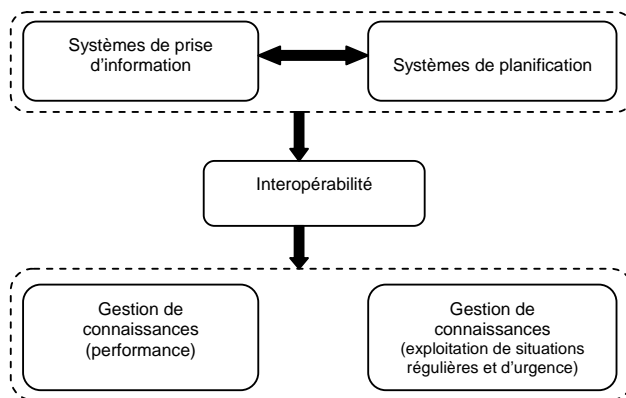 Systèmes de prise
d’information
Systèmes de planification
Interopérabilité
Gestion de
connaissances
(performance)
Gestion de
connaissances
(exploitation de situations
régulières et d’urgence)